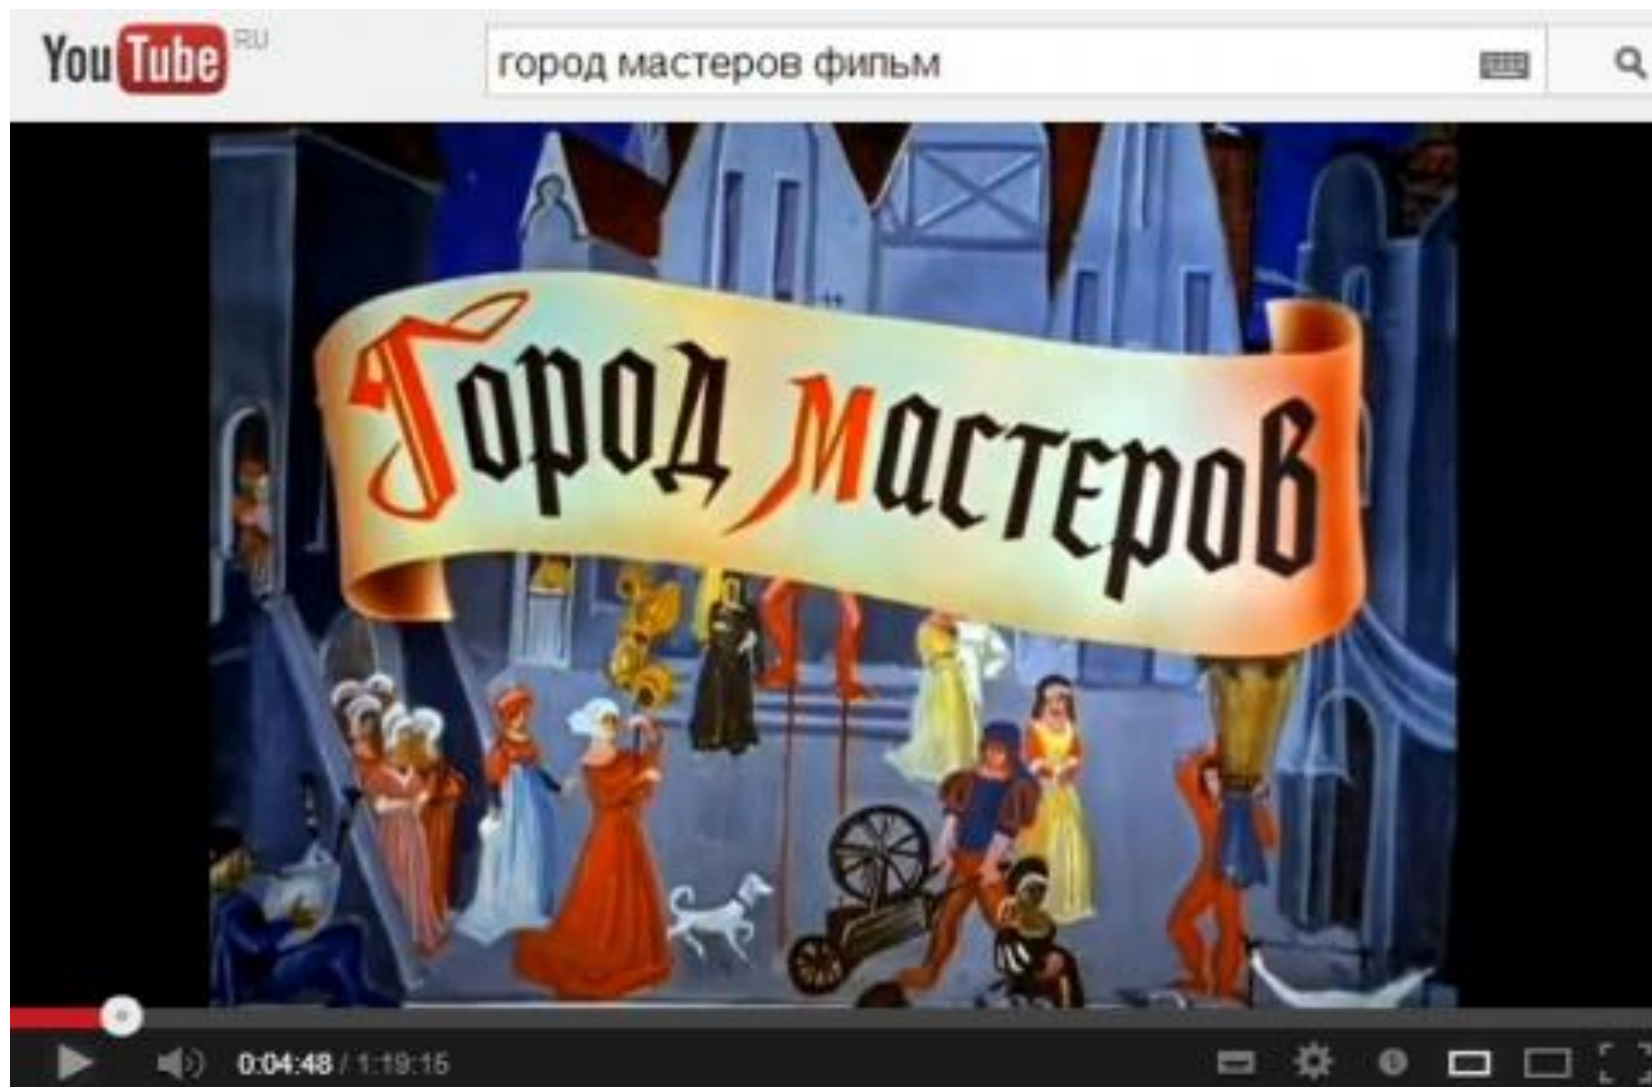 YouTube RU
город мастеров фильм
Город мастеров
0:04:48 / 1:19:15